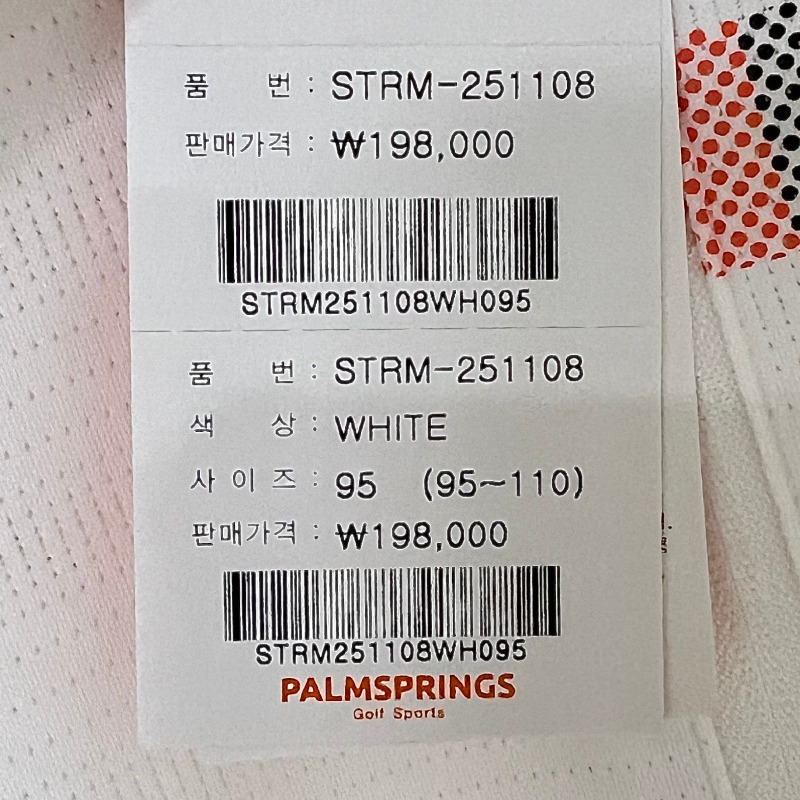 품 번 : STRM-251108
판매가격 : ₩198,000
STRM251108WH095
품 번 : STRM-251108
색 상 : WHITE
사 이 즈 : 95 (95~110)
판매가격 : ₩198,000
STRM251108WH095
PALMSPRINGS
Golf Sports